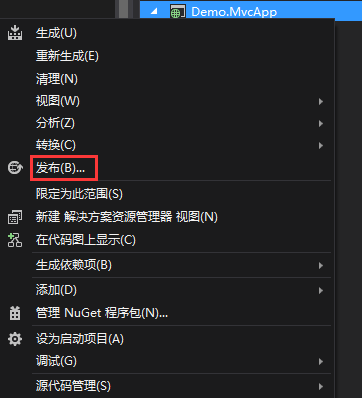 Demo.MvcApp
生成(U)
重新生成(E)
清理(N)
视图(W)
分析(Z)
转换(C)
发布(B)...
限定为此范围(S)
新建 解决方案资源管理器 视图(N)
在代码图上显示(C)
生成依赖项(B)
添加(D)
管理 NuGet 程序包(N)...
设为启动项目(A)
调试(G)
源代码管理(S)